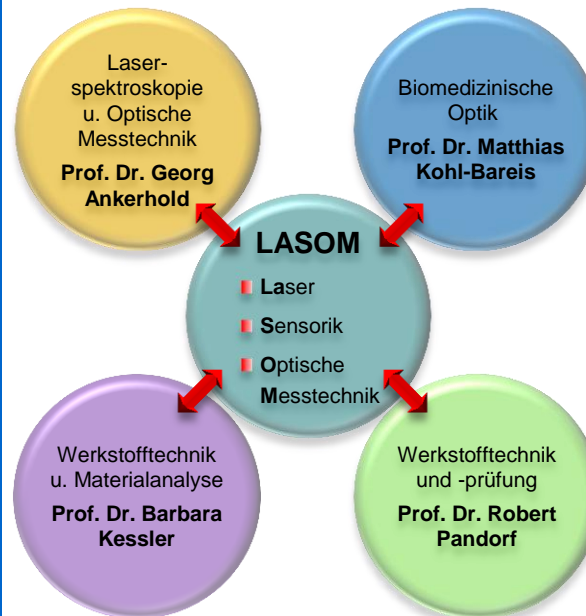 Laser-
spektroskopie
u. Optische
Messtechnik
Prof. Dr. Georg
Ankerhold
Biomedizinische
Optik
Prof. Dr. Matthias
Kohl-Bareis
LASOM
Laser
Sensorik
Optische
Messtechnik
Werkstofftechnik
u. Materialanalyse
Prof. Dr. Barbara
Kessler
Werkstofftechnik
und -prüfung
Prof. Dr. Robert
Pandorf